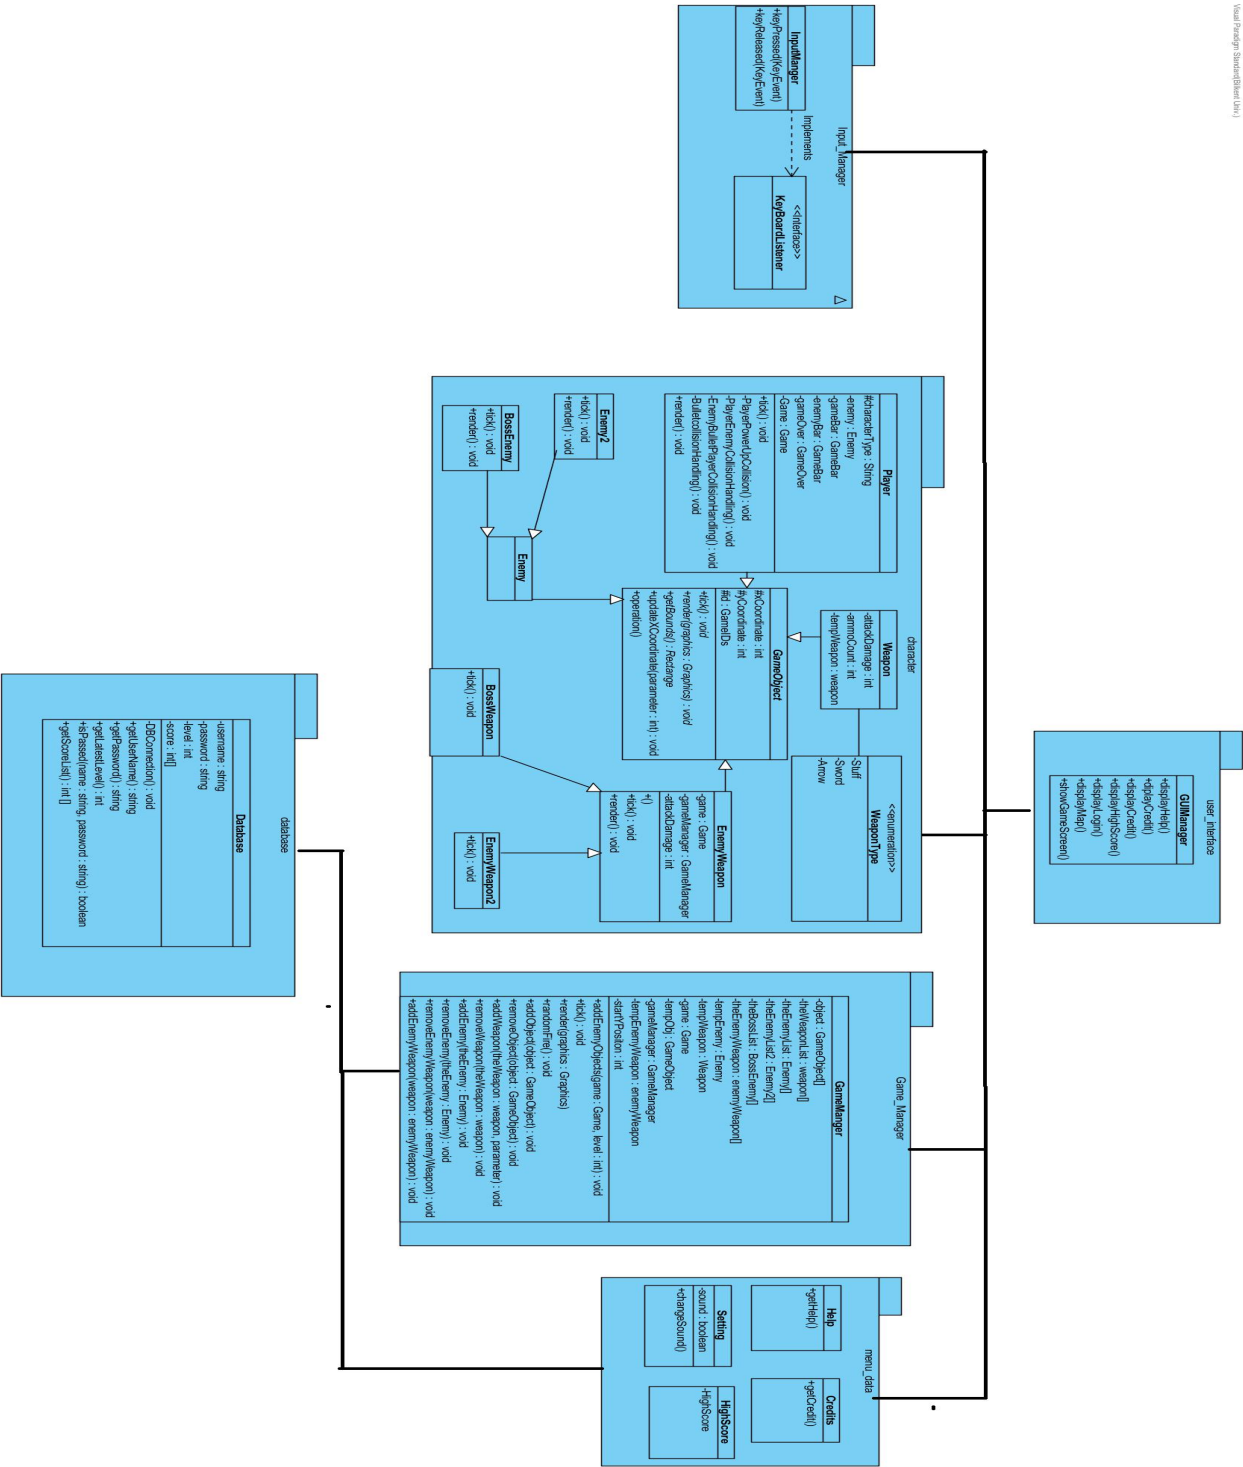 Visual Paradigm Standard(Bilkent Univ.)
user_interface
GUIManager
+displayHelp()
+diplayCredit()
+displayCredit()
+displayHighScore()
+displayLogin()
+displayMap()
+showGameScreen()
Input_Manager
InputManger
+keyPressed(KeyEvent)
+keyReleased(KeyEvent)
Implements
<<Interface>>
KeyBoardListener
character
Player
#characterType : String
-enemy : Enemy
-gameBar : GameBar
-enemyBar : GameBar
-gameOver : GameOver
-Game : Game
+tick() : void
-PlayerPowerUpCollision() : void
-PlayerEnemyCollisionHandling() : void
-EnemyBulletPlayerCollisionHandling() : void
-BulletcollisionHandling() : void
+render() : void
Weapon
-attackDamage : int
-ammoCount : int
-templWeapon : weapon
<<enumeration>>
WeaponType
-Stuff
-Sword
-Arrow
GameObject
#xCoordinate : int
#yCoordinate : int
#id : GameIDs
+tick() : void
+render(graphics : Graphics) : void
+getBounds() : Rectange
+updateXCoordinate(parameter : int) : void
+operation()
Enemy2
+tick() : void
+render() : void
BossEnemy
+tick() : void
+render() : void
Enemy
EnemyWeapon
-game : Game
-gameManager : GameManager
-attackDamage : int
+()
+tick() : void
+render() : void
BossWeapon
+tick() : void
EnemyWeapon2
+tick() : void
Game_Manager
GameManger
-object : GameObject[]
-theWeaponList : weapon[]
-theEnemyList : Enemy[]
-theEnemyList2 : Enemy2[]
-theBossList : BossEnemy[]
-theEnemyWeapon : enemyWeapon[]
-tempEnemy : Enemy
-tempWeapon : Weapon
-game : Game
-tempObj : GameObject
-gameManager : GameManager
-tempEnemyWeapon : enemyWeapon
-startYPositon : int
+addEnemyObjects(game : Game, level : int) : void
+tick() : void
+render(graphics : Graphics)
+randomFire() : void
+addObject(object : GameObject) : void
+removeObject(object : GameObject) : void
+addWeapon(theWeapon : weapon, parameter) : void
+removeWeapon(theWeapon : weapon) : void
+addEnemy(theEnemy : Enemy) : void
+removeEnemy(theEnemy : Enemy) : void
+removeEnemyWeapon(weapon : enemyWeapon) : void
+addEnemyWeapon(weapon : enemyWeapon) : void
menu_data
Help
+getHelp()
Credits
+getCredit()
Setting
-sound : boolean
+changeSound()
HighScore
-HighScore
database
Database
-username : string
-password : string
-level : int
-score : int[]
-DBConnection() : void
+getUserName() : string
+getPassword() : string
+getLatestLevel() : int
+isPassed(name : string, password : string) : boolean
+getScoreList() : int []